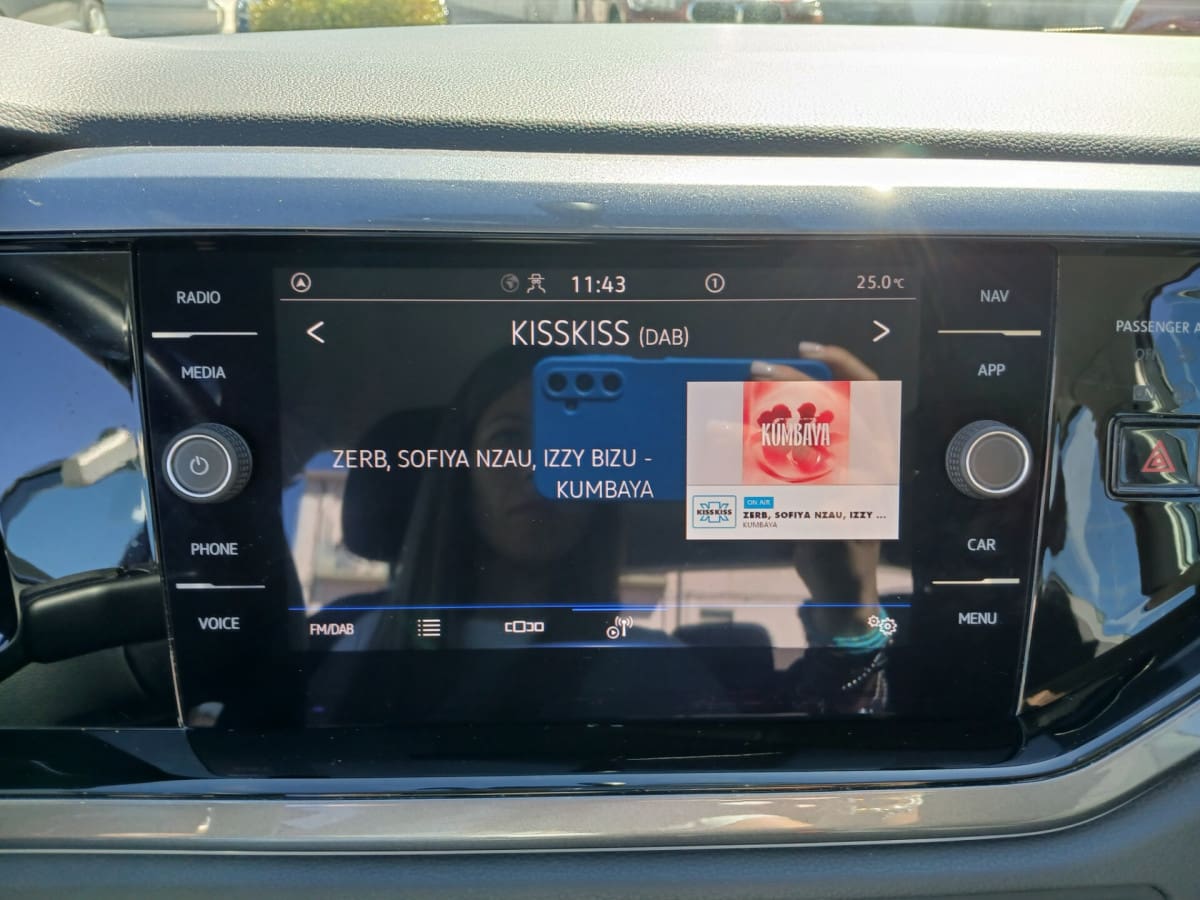 RADIO
MEDIA
PHONE
VOICE
11:43
1
25.0°C
KISSKISS (DAB)
ZERB, SOFIYA NZAU, IZZY BIZU -
KUMBAYA
KUMBAYA
KISSKISS
ON AIR
ZERB, SOFIYA NZAU, IZZY ...
KUMBAYA
FM/DAB
NAV
APP
CAR
MENU
PASSENGER A